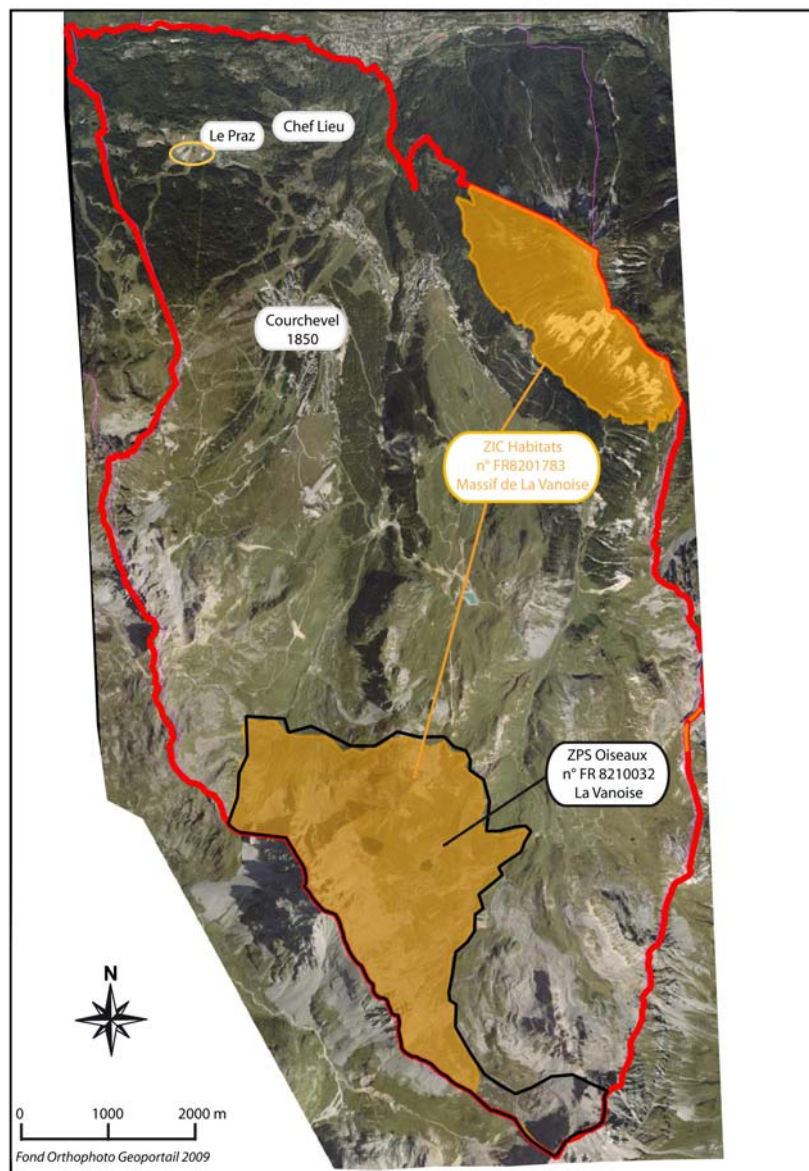 Chef Lieu
Le Praz
Courchevel
1850
ZIC Habitats
n° FR8201783
Massif de La Vanoise
ZPS Oiseaux
n° FR 8210032
La Vanoise
N
0 1000 2000 m
Fond Orthophoto Geoportail 2009